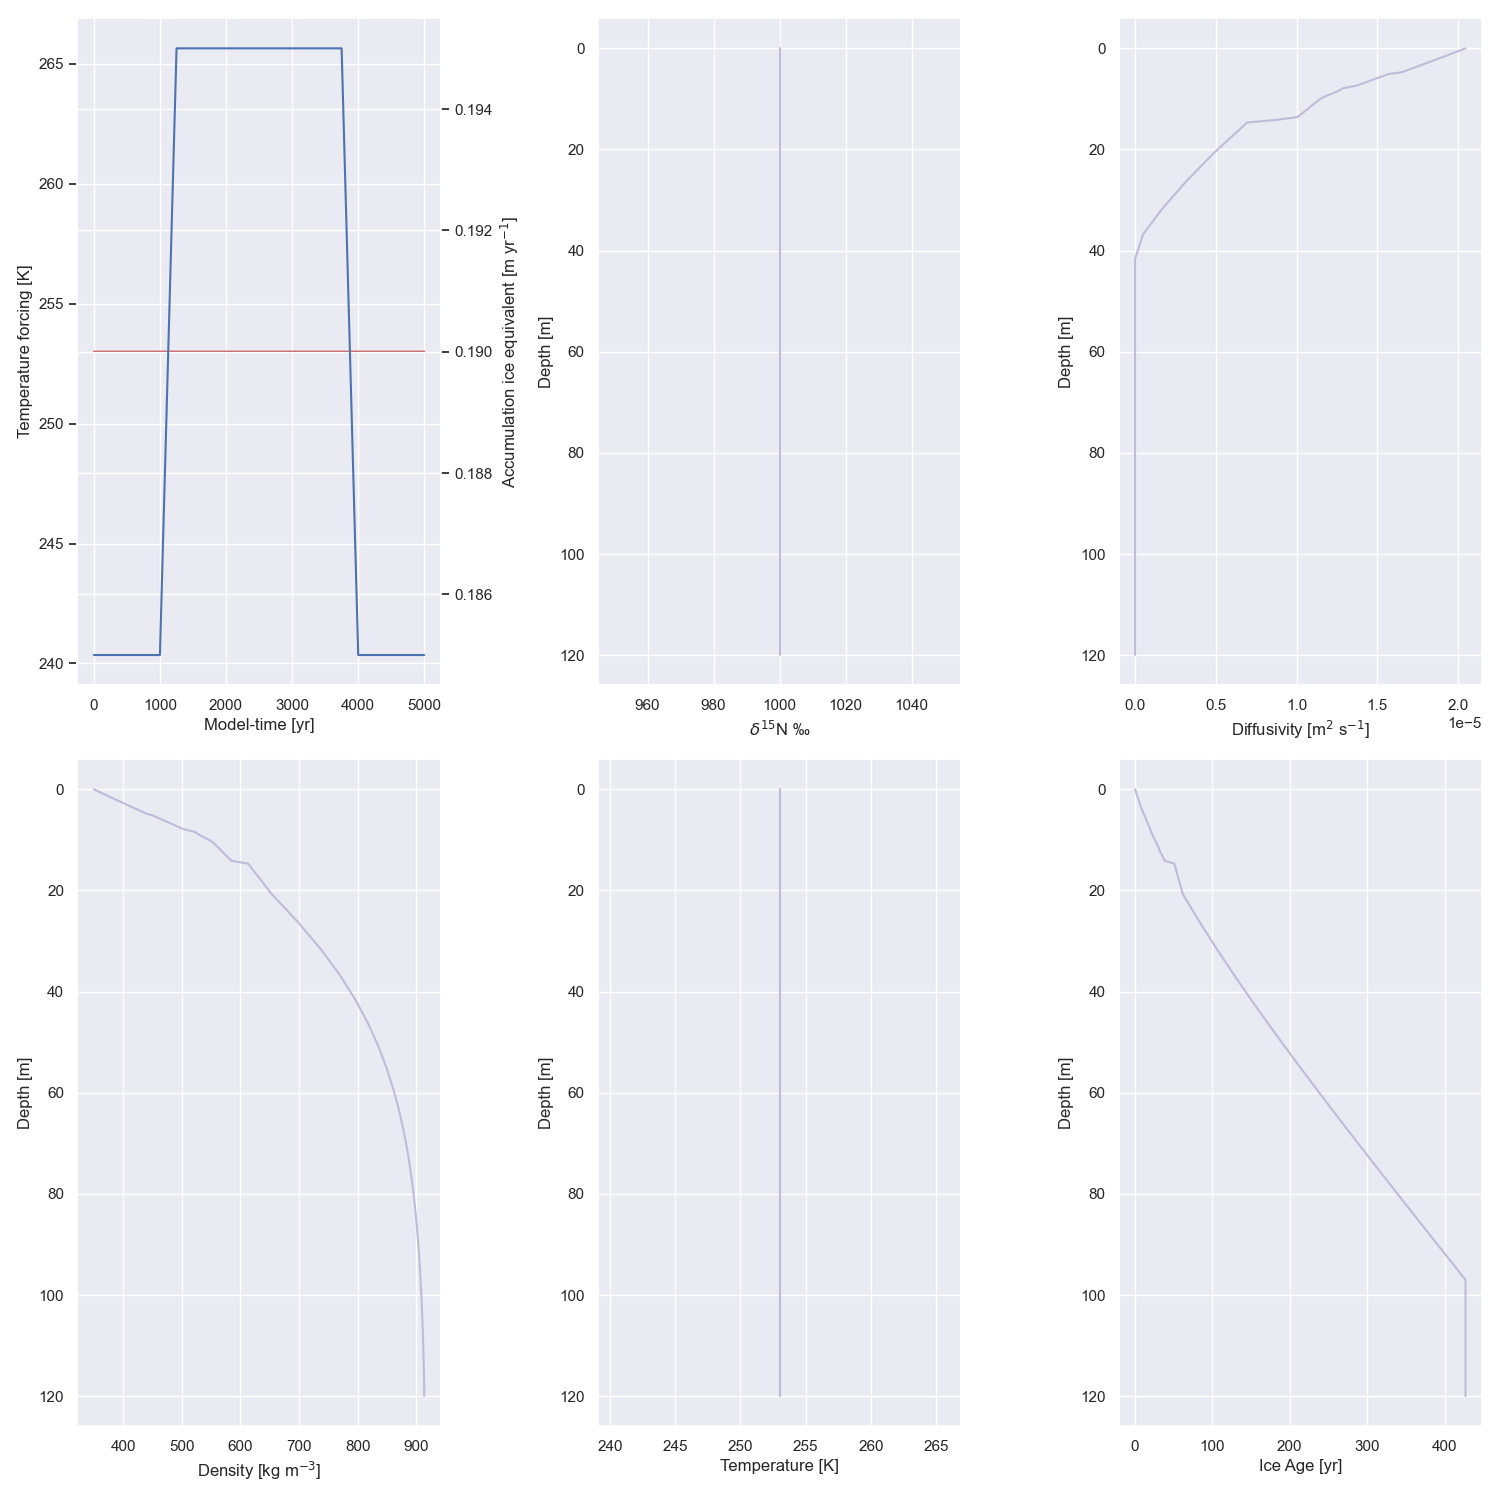 Temperature forcing [K]
265
260
255
250
245
240
0 1000 2000 3000 4000 5000
Model-time [yr]
0.194
0.192
0.190
0.188
0.186
Accumulation ice equivalent [m yr⁻¹]
Depth [m]
0
20
40
60
80
100
120
960 980 1000 1020 1040
δ¹⁵N ‰
Depth [m]
0
20
40
60
80
100
120
0.0 0.5 1.0 1.5 2.0
1e−5
Diffusivity [m² s⁻¹]
Depth [m]
0
20
40
60
80
100
120
400 500 600 700 800 900
Density [kg m⁻³]
Depth [m]
0
20
40
60
80
100
120
240 245 250 255 260 265
Temperature [K]
Depth [m]
0
20
40
60
80
100
120
0 100 200 300 400
Ice Age [yr]